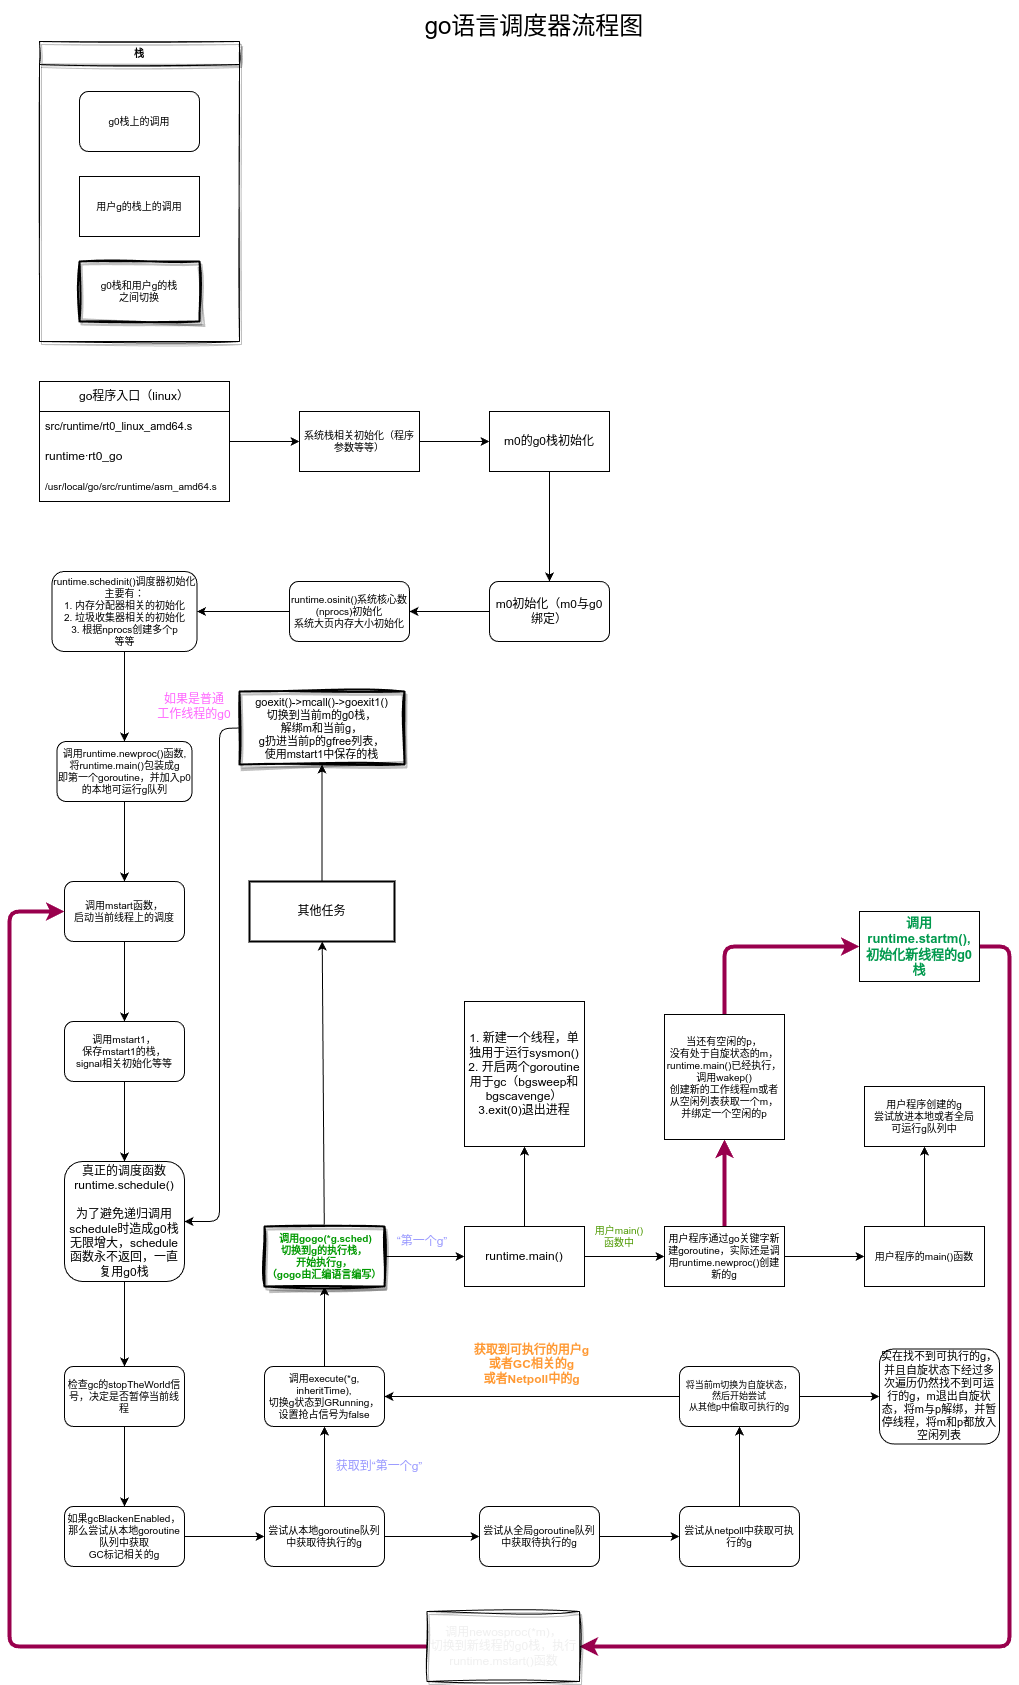 go语言调度器流程图
栈
g0栈上的调用
用户g的栈上的调用
g0栈和用户g的栈
之间切换
go程序入口（linux）
src/runtime/rt0_linux_amd64.s
runtime·rt0_go
/usr/local/go/src/runtime/asm_amd64.s
系统栈相关初始化（程序
参数等等）
m0的g0栈初始化
runtime.schedinit()调度器初始化
主要有：
1. 内存分配器相关的初始化
2. 垃圾收集器相关的初始化
3. 根据nprocs创建多个p
等等
runtime.osinit()系统核心数
(nprocs)初始化
系统大页内存大小初始化
m0初始化（m0与g0
绑定）
如果是普通
工作线程的g0
goexit()->mcall()->goexit1()
切换到当前m的g0栈，
解绑m和当前g，
g扔进当前p的gfree列表，
使用mstart1中保存的栈
调用runtime.newproc()函数,
将runtime.main()包装成g
即第一个goroutine，并加入p0
的本地可运行g队列
调用mstart函数，
启动当前线程上的调度
其他任务
调用
runtime.startm(),
初始化新线程的g0
栈
调用mstart1，
保存mstart1的栈，
signal相关初始化等等
1. 新建一个线程，单
独用于运行sysmon()
2. 开启两个goroutine
用于gc（bgsweep和
bgscavenge）
3.exit(0)退出进程
当还有空闲的p，
没有处于自旋状态的m，
runtime.main()已经执行，
调用wakep()
创建新的工作线程m或者
从空闲列表获取一个m，
并绑定一个空闲的p
用户程序创建的g
尝试放进本地或者全局
可运行g队列中
真正的调度函数
runtime.schedule()
为了避免递归调用
schedule时造成g0栈
无限增大，schedule
函数永不返回，一直
复用g0栈
调用gogo(*g.sched)
切换到g的执行栈，
开始执行g，
（gogo由汇编语言编写）
“第一个g”
runtime.main()
用户main()
函数中
用户程序通过go关键字新
建goroutine，实际还是调
用runtime.newproc()创建
新的g
用户程序的main()函数
获取到可执行的用户g
或者GC相关的g
或者Netpoll中的g
检查gc的stopTheWorld信
号，决定是否暂停当前线
程
调用execute(*g,
inheritTime),
切换g状态到GRunning，
设置抢占信号为false
将当前m切换为自旋状态，
然后开始尝试
从其他p中偷取可执行的g
实在找不到可执行的g，
并且自旋状态下经过多
次遍历仍然找不到可运
行的g，m退出自旋状
态，将m与p解绑，并暂
停线程，将m和p都放入
空闲列表
获取到“第一个g”
如果gcBlackenEnabled，
那么尝试从本地goroutine
队列中获取
GC标记相关的g
尝试从本地goroutine队列
中获取待执行的g
尝试从全局goroutine队列
中获取待执行的g
尝试从netpoll中获取可执
行的g
调用newosproc(*m)，
切换到新线程的g0栈，执行
runtime.mstart()函数